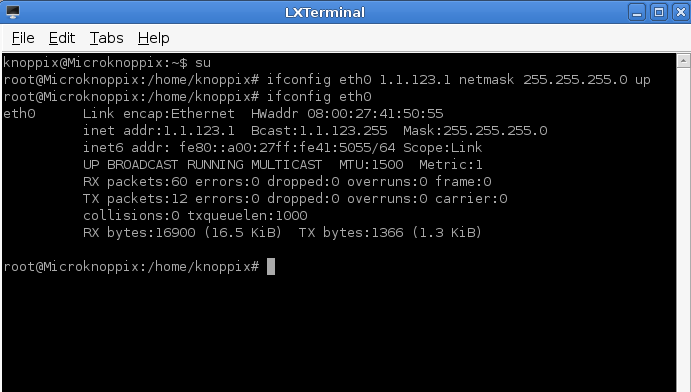 LXTerminal
File Edit Tabs Help
knoppix@Microknoppix:~$ su
root@Microknoppix:/home/knoppix# ifconfig eth0 1.1.123.1 netmask 255.255.255.0 up
root@Microknoppix:/home/knoppix# ifconfig eth0
eth0      Link encap:Ethernet  HWaddr 08:00:27:41:50:55
          inet addr:1.1.123.1  Bcast:1.1.123.255  Mask:255.255.255.0
          inet6 addr: fe80::a00:27ff:fe41:5055/64 Scope:Link
          UP BROADCAST RUNNING MULTICAST  MTU:1500  Metric:1
          RX packets:60 errors:0 dropped:0 overruns:0 frame:0
          TX packets:12 errors:0 dropped:0 overruns:0 carrier:0
          collisions:0 txqueuelen:1000
          RX bytes:16900 (16.5 KiB)  TX bytes:1366 (1.3 KiB)
root@Microknoppix:/home/knoppix#